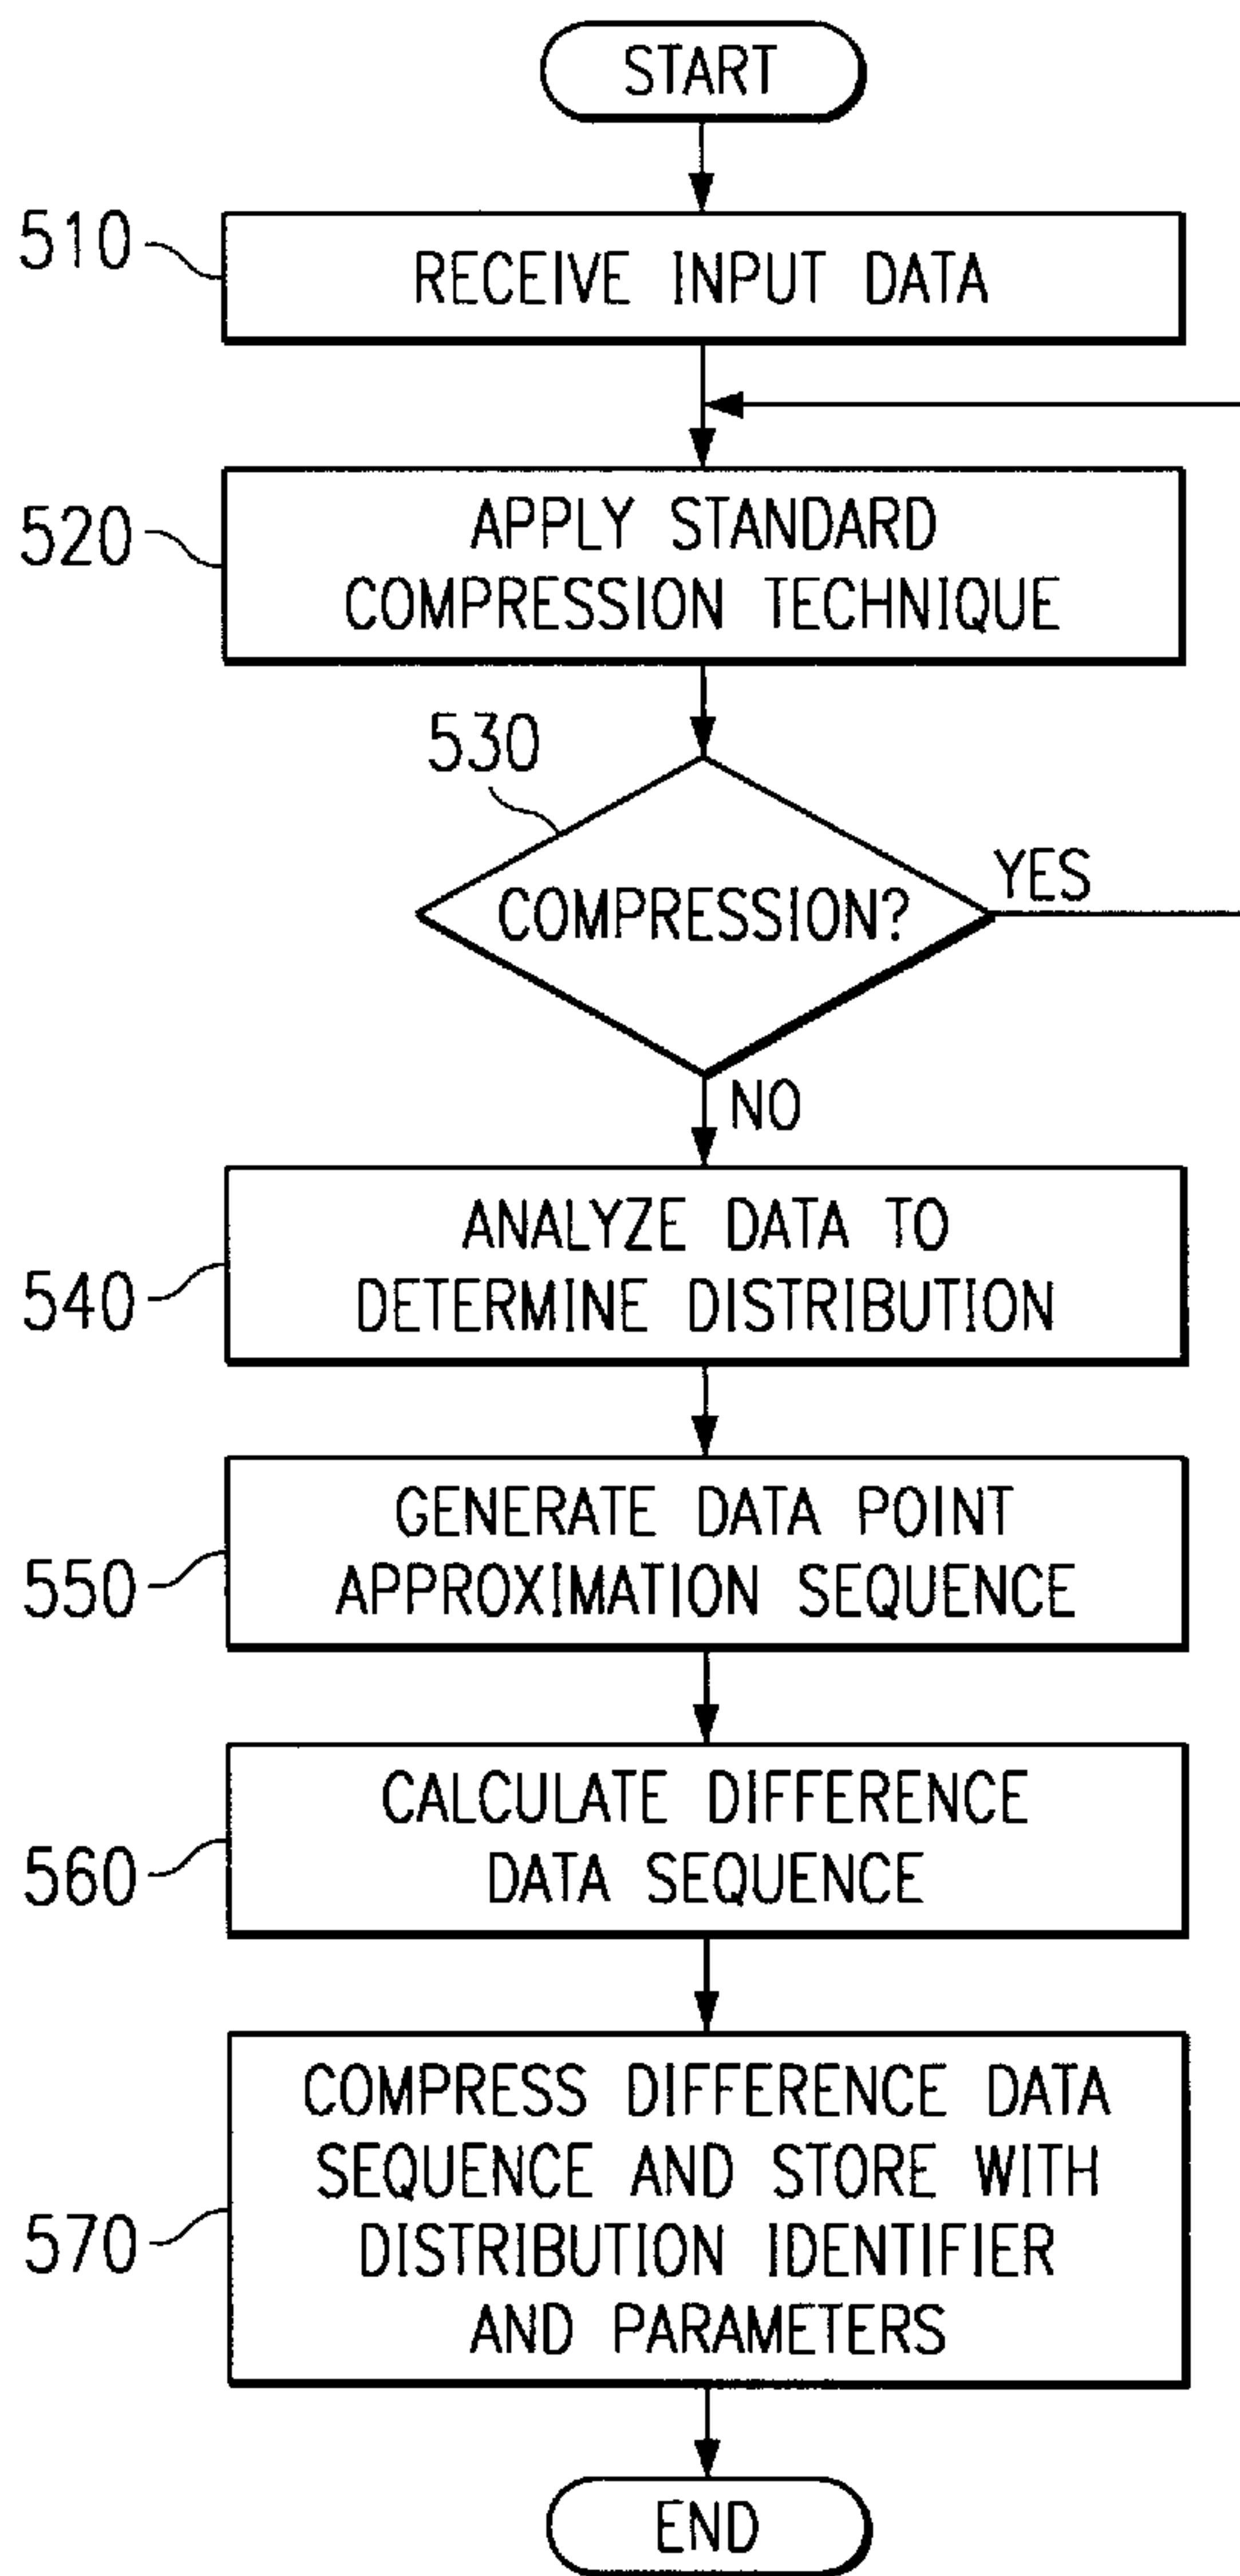 START
510
RECEIVE INPUT DATA
520
APPLY STANDARD
COMPRESSION TECHNIQUE
530
COMPRESSION?
YES
NO
540
ANALYZE DATA TO
DETERMINE DISTRIBUTION
550
GENERATE DATA POINT
APPROXIMATION SEQUENCE
560
CALCULATE DIFFERENCE
DATA SEQUENCE
570
COMPRESS DIFFERENCE DATA
SEQUENCE AND STORE WITH
DISTRIBUTION IDENTIFIER
AND PARAMETERS
END